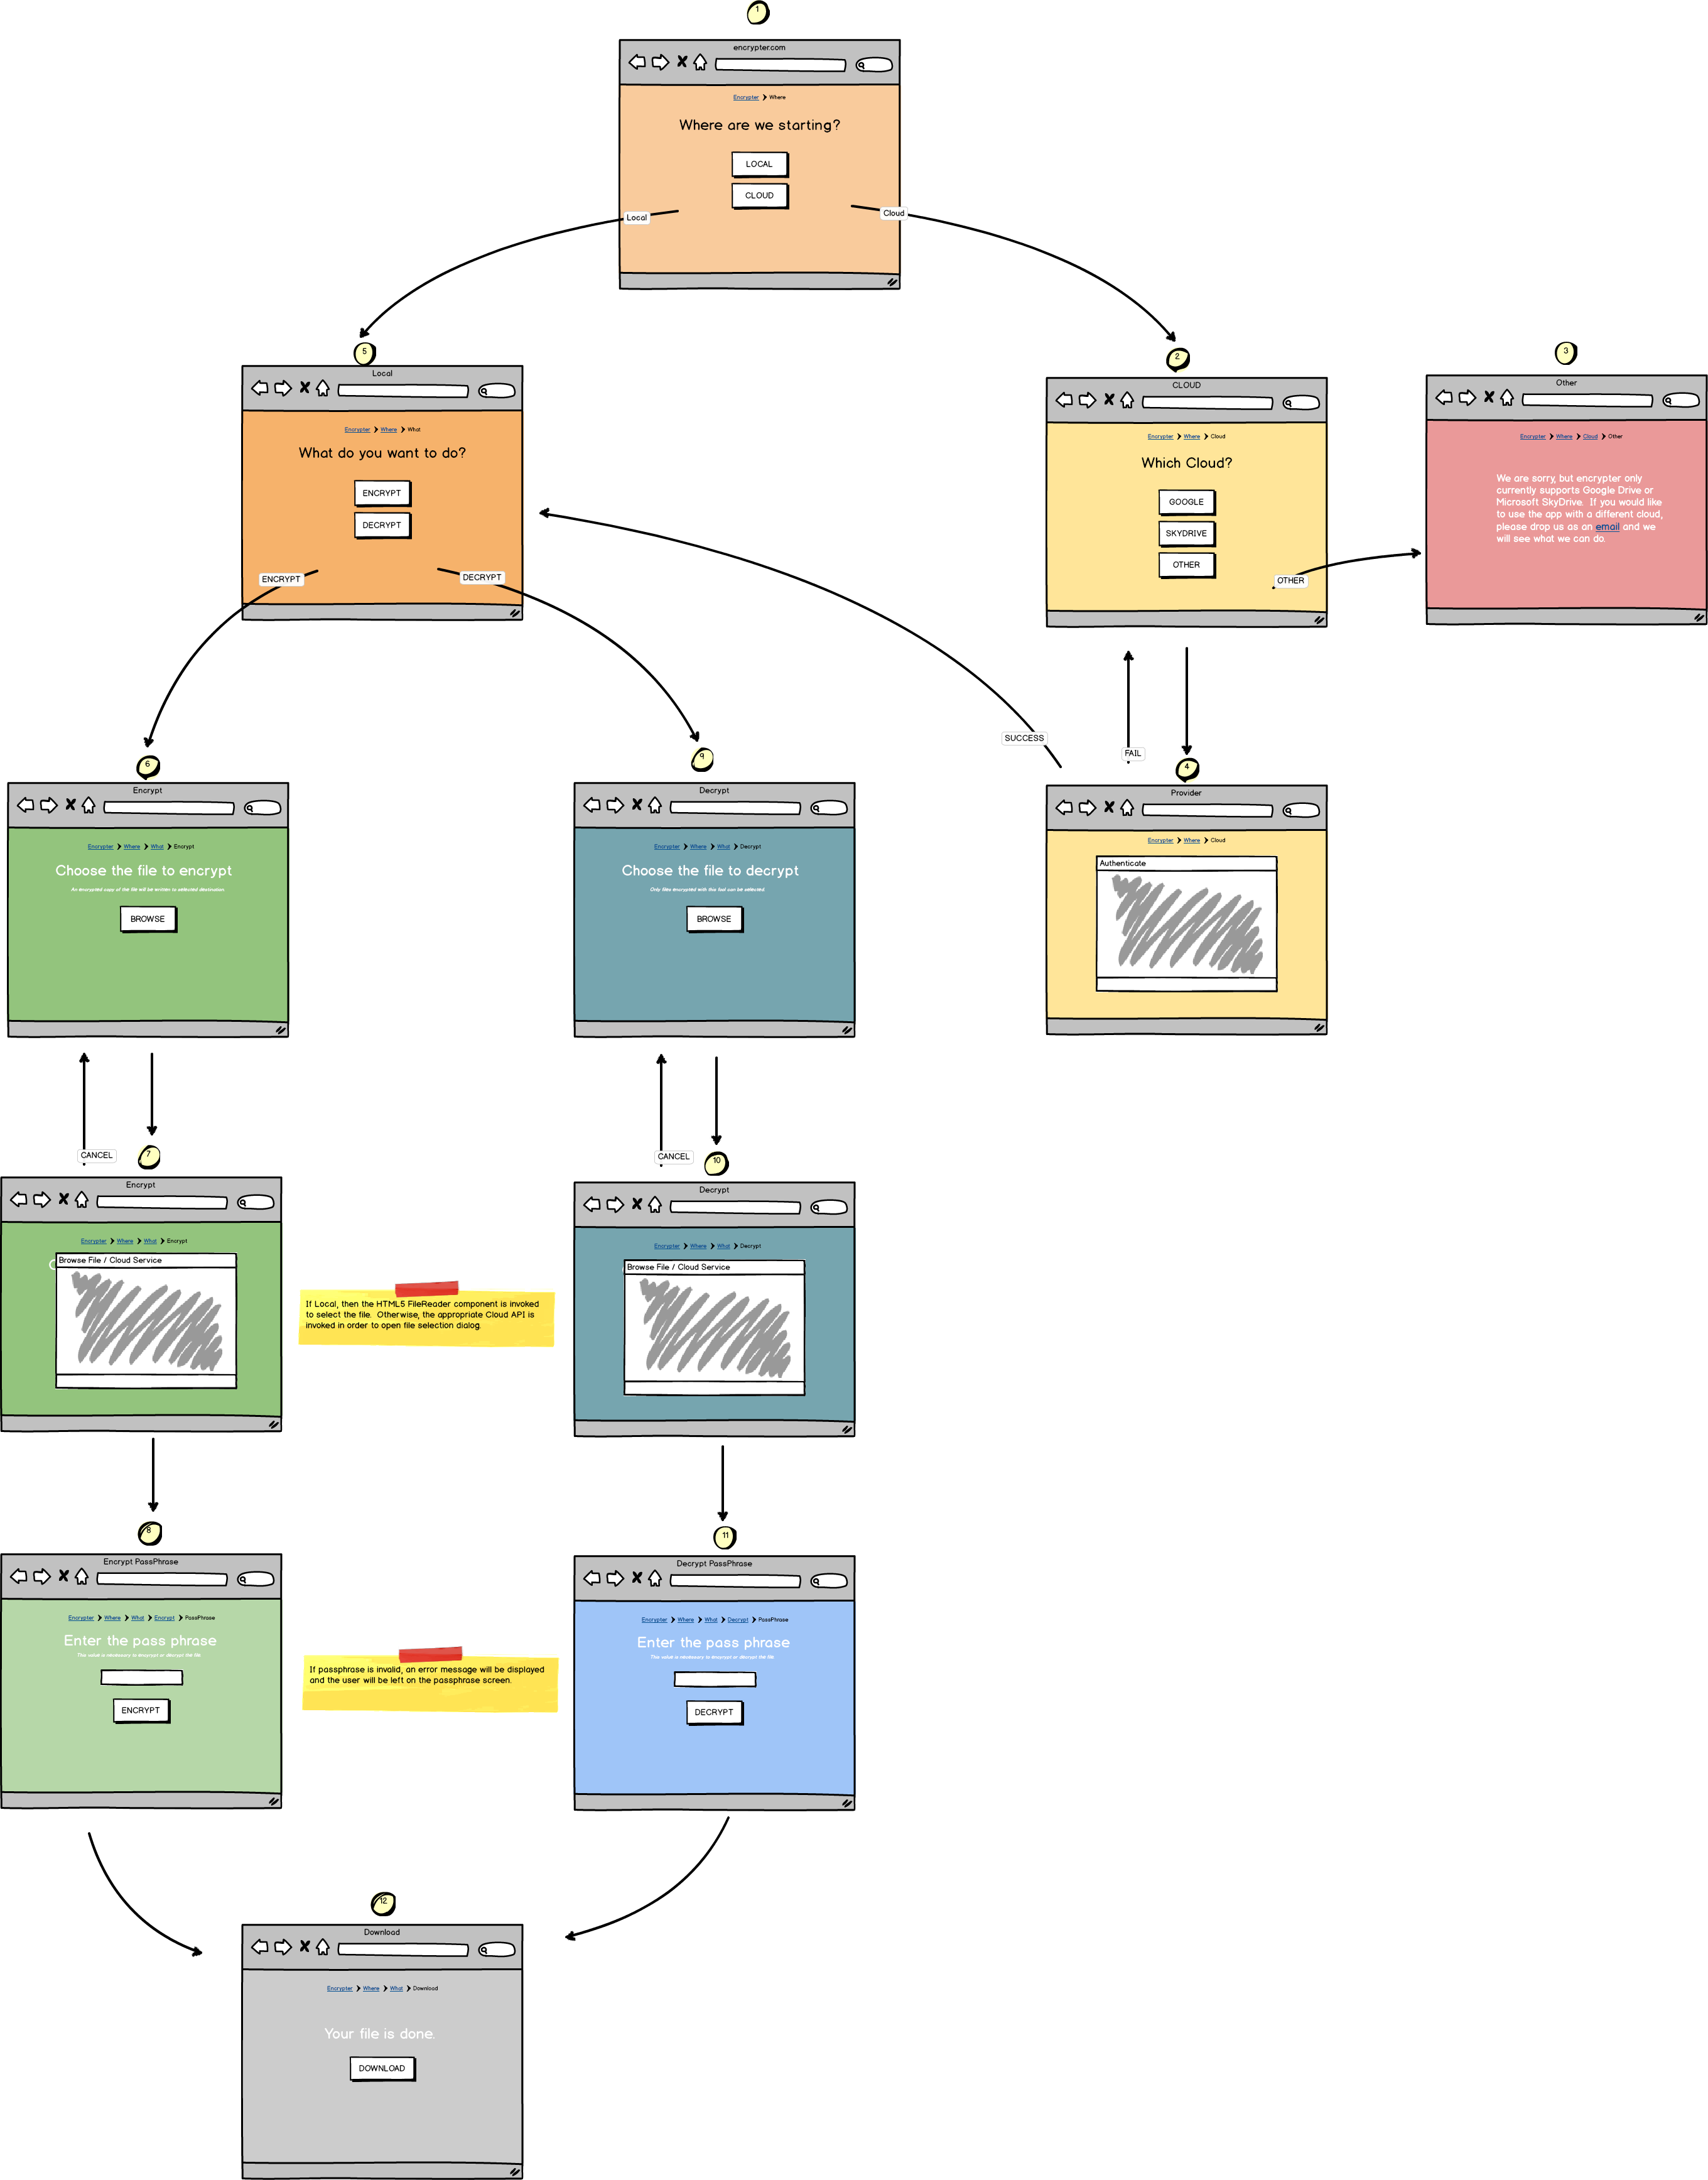 1
encrypter.com
Encrypter Where
Where are we starting?
LOCAL
CLOUD
Local
Cloud
5
Local
Encrypter Where What
What do you want to do?
ENCRYPT
DECRYPT
ENCRYPT
DECRYPT
2
CLOUD
Encrypter Where Cloud
Which Cloud?
GOOGLE
SKYDRIVE
OTHER
OTHER
3
Other
Encrypter Where Cloud Other
We are sorry, but encrypter only
currently supports Google Drive or
Microsoft SkyDrive. If you would like
to use the app with a different cloud,
please drop us as an email and we
will see what we can do.
SUCCESS
FAIL
6
Encrypt
Encrypter Where What Encrypt
Choose the file to encrypt
An encrypted copy of the file will be written to selected destination.
BROWSE
9
Decrypt
Encrypter Where What Decrypt
Choose the file to decrypt
Only files encrypted with this tool can be selected.
BROWSE
4
Provider
Encrypter Where Cloud
Authenticate
CANCEL
7
Encrypt
Encrypter Where What Encrypt
Browse File / Cloud Service
If Local, then the HTML5 FileReader component is invoked
to select the file. Otherwise, the appropriate Cloud API is
invoked in order to open file selection dialog.
CANCEL
10
Decrypt
Encrypter Where What Decrypt
Browse File / Cloud Service
8
Encrypt PassPhrase
Encrypter Where What Encrypt PassPhrase
Enter the pass phrase
This value is necessary to encrypt or decrypt the file
ENCRYPT
If passphrase is invalid, an error message will be displayed
and the user will be left on the passphrase screen.
11
Decrypt PassPhrase
Encrypter Where What Decrypt PassPhrase
Enter the pass phrase
This value is necessary to encrypt or decrypt the file
DECRYPT
12
Download
Encrypter Where What Download
Your file is done.
DOWNLOAD